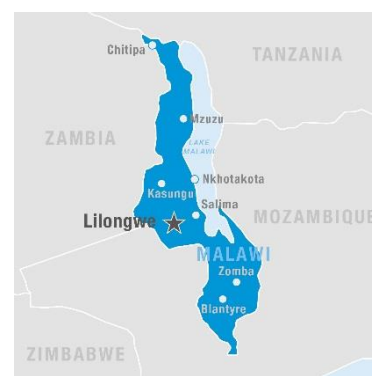 Chitipa
TANZANIA
Mzuzu
ZAMBIA
LAKE
MALAWI
Nkhotakota
Kasungu
Salima
Lilongwe
MOZAMBIQUE
MALAWI
Zomba
Blantyre
ZIMBABWE